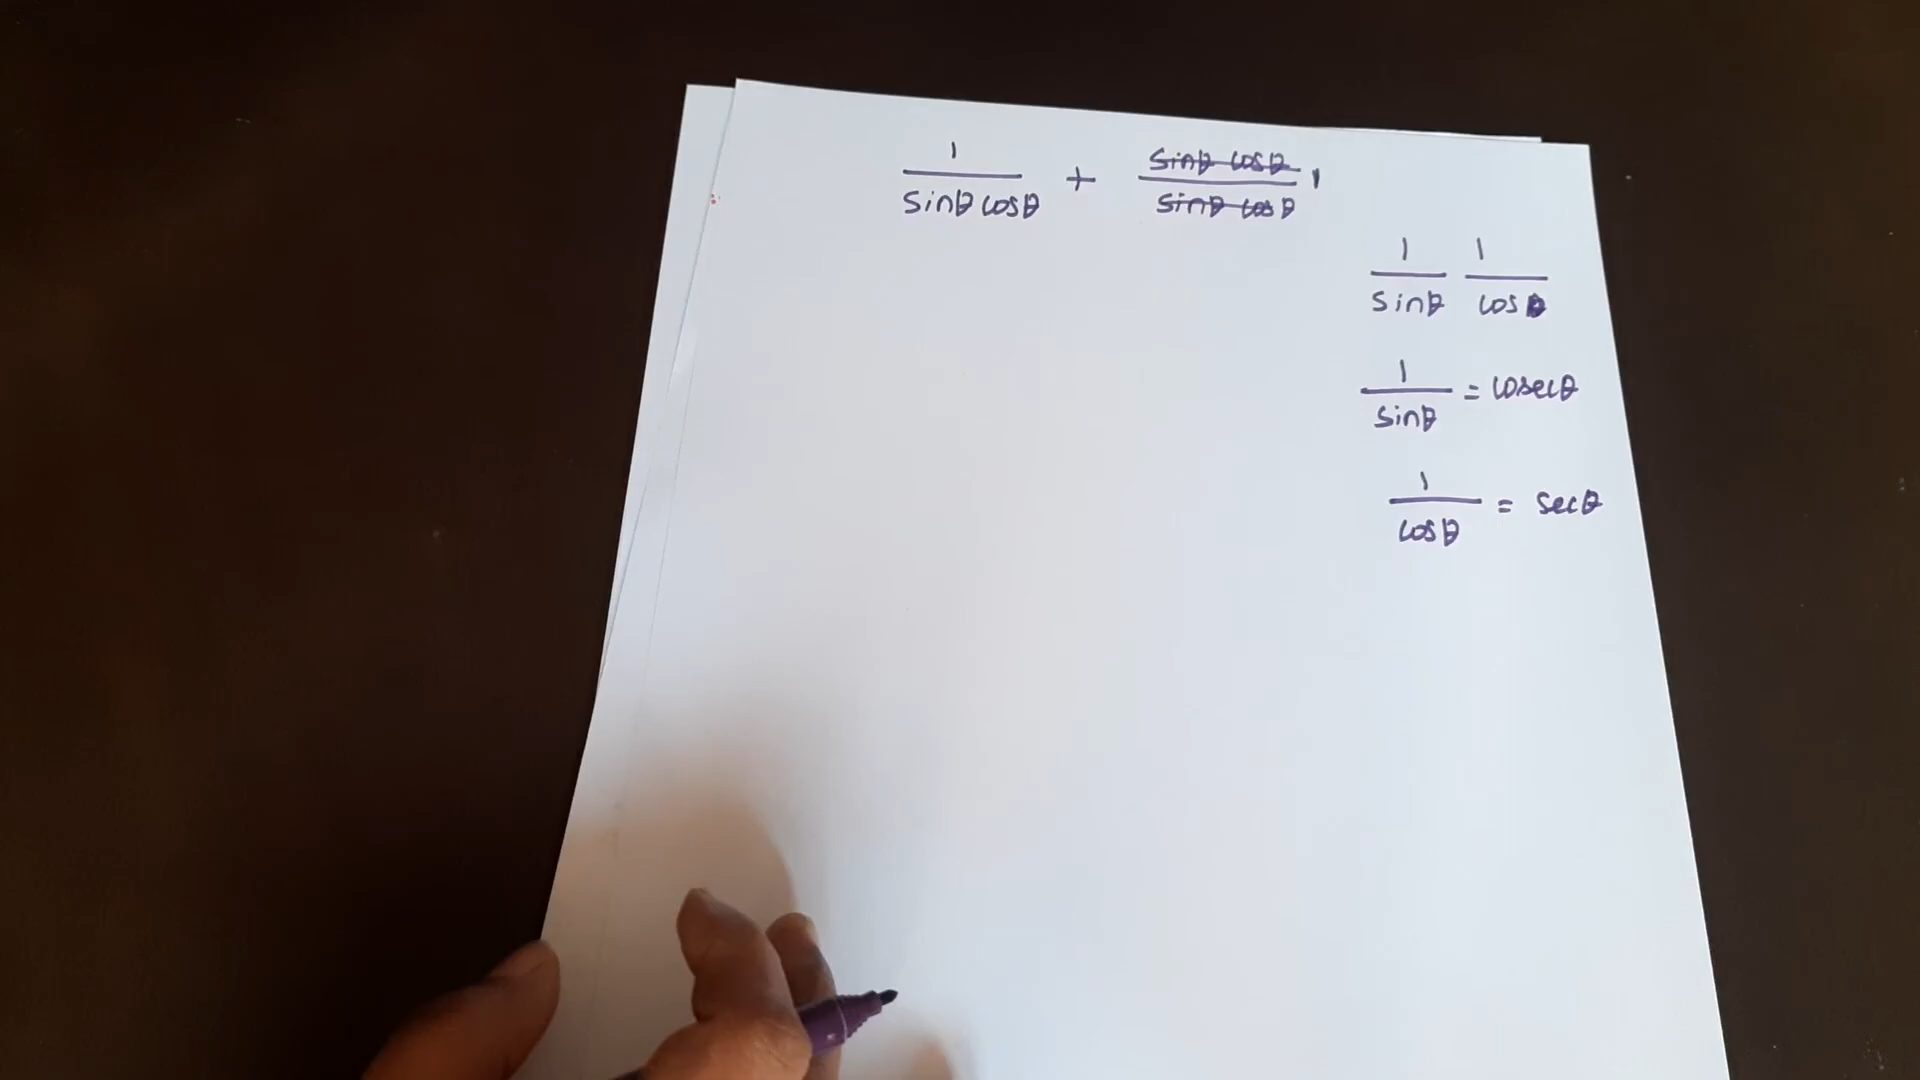 1/(sinθ cosθ) + (sinθ cosθ)/(sinθ cosθ) 1
1/sinθ 1/cosθ
1/sinθ = cosecθ
1/cosθ = secθ